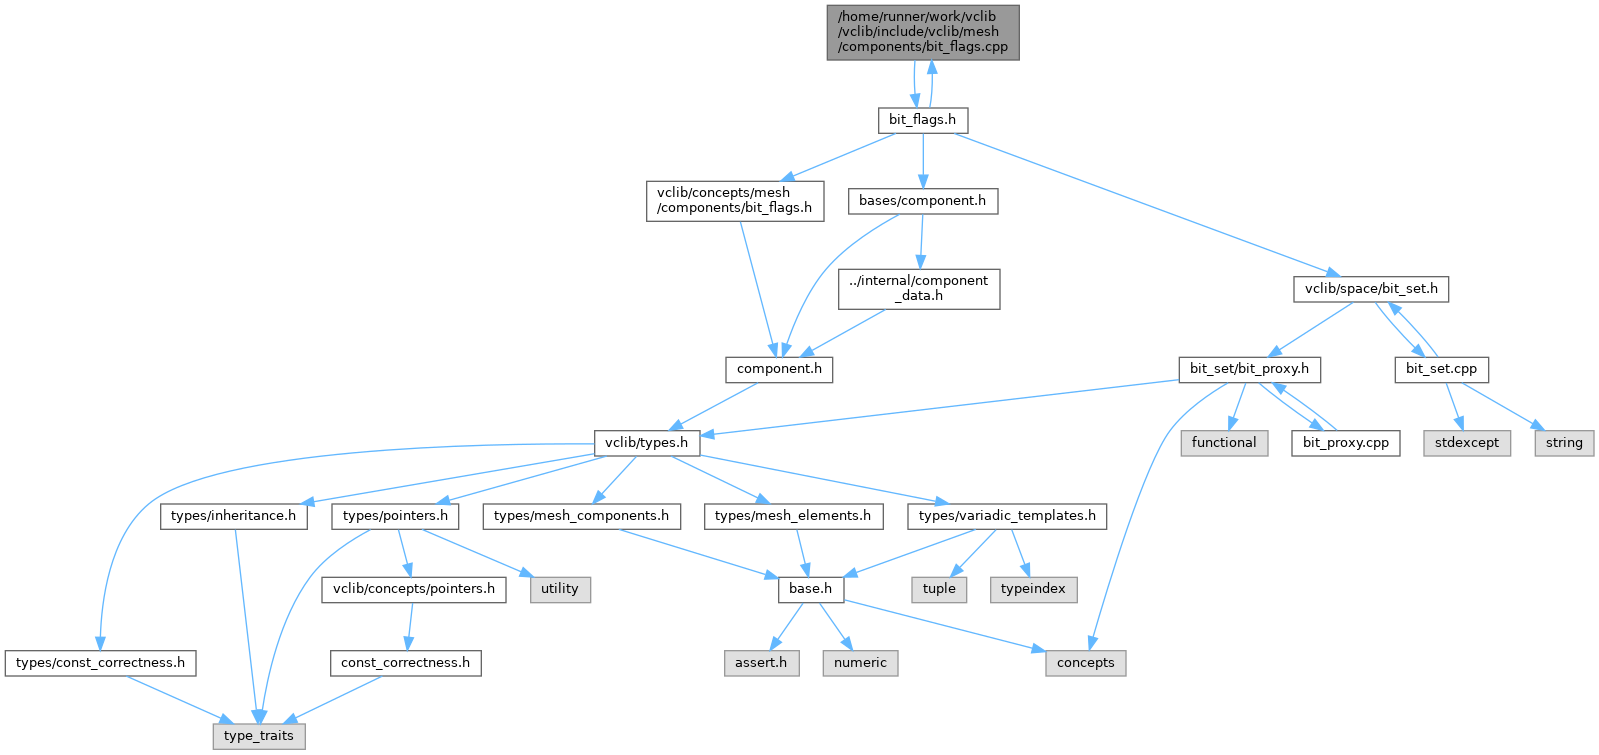 /home/runner/work/vclib
/vclib/include/vclib/mesh
/components/bit_flags.cpp
bit_flags.h
vclib/concepts/mesh
/components/bit_flags.h
bases/component.h
../internal/component
_data.h
vclib/space/bit_set.h
component.h
bit_set/bit_proxy.h
bit_set.cpp
vclib/types.h
functional
bit_proxy.cpp
stdexcept
string
types/inheritance.h
types/pointers.h
types/mesh_components.h
types/mesh_elements.h
types/variadic_templates.h
vclib/concepts/pointers.h
utility
base.h
tuple
typeindex
types/const_correctness.h
const_correctness.h
assert.h
numeric
concepts
type_traits